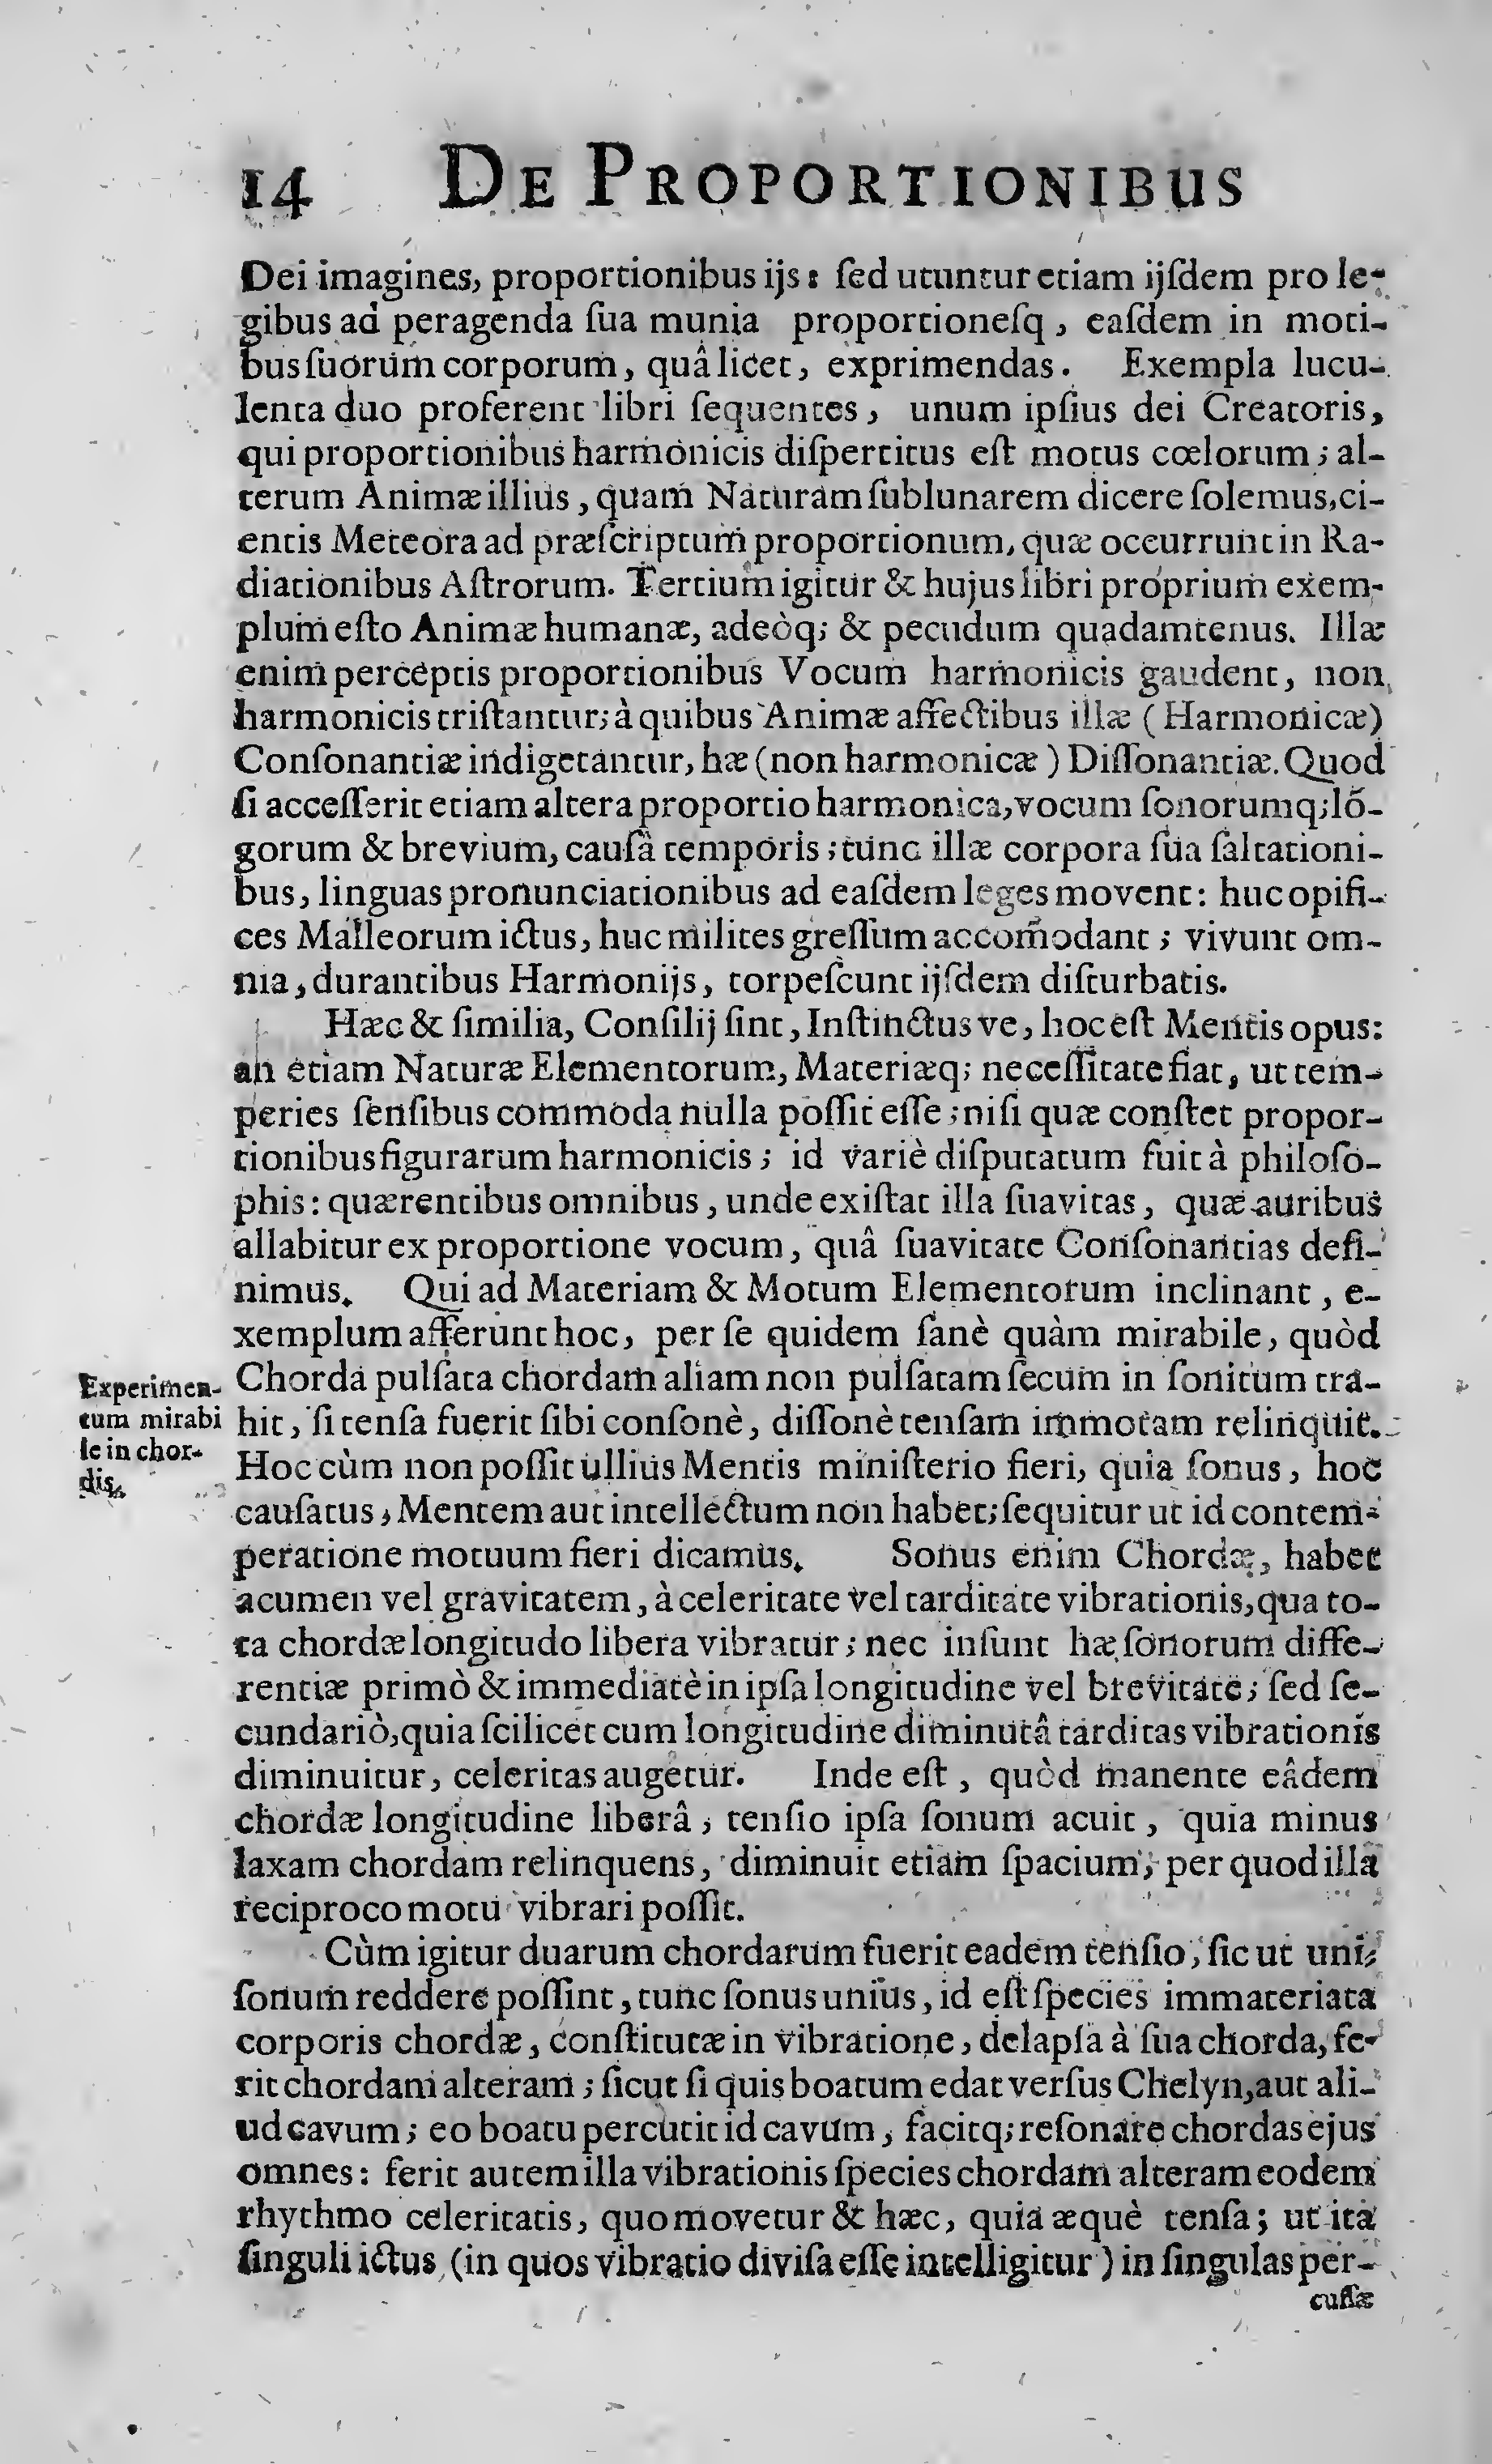 14 DE PROPORTIONIBUS
Dei imagines, proportionibus ijs: ſed utuntur etiam ijſdem pro le-
gibus ad peragenda ſua munia proportioneſq, eaſdem in moti-
bus ſuorum corporum, quâ licet, exprimendas. Exempla lucu-
lenta duo proferent libri ſequentes, unum ipſius dei Creatoris,
qui proportionibus harmonicis diſpertitus eſt motus cœlorum; al-
terum Animæ illius, quam Naturam ſublunarem dicere ſolemus, ci-
entis Meteora ad præſcriptum proportionum, quæ occurrunt in Ra-
diationibus Aſtrorum. Tertium igitur & hujus libri proprium exem-
plum eſto Animæ humanæ, adeòq; & pecudum quadamtenus. Illæ
enim perceptis proportionibus Vocum harmonicis gaudent, non
harmonicis triſtantur; à quibus Animæ affectibus illæ (Harmonicæ)
Conſonantiæ indigetantur, hæ (non harmonicæ) Diſſonantiæ. Quod
ſi acceſſerit etiam altera proportio harmonica, vocum ſonorumq; lõ-
gorum & brevium, cauſâ temporis; tunc illæ corpora ſua ſaltationi-
bus, linguas pronunciationibus ad eaſdem leges movent: huc opifi-
ces Malleorum ictus, huc milites greſſum accom̃odant; vivunt om-
nia, durantibus Harmonijs, torpeſcunt ijſdem diſturbatis.
Hæc & ſimilia, Conſilij ſint, Inſtinctus ve, hoc eſt Mentis opus:
an etiam Naturæ Elementorum, Materiæq; neceſſitate fiat, ut tem-
peries ſenſibus commoda nulla poſſit eſſe; niſi quæ conſtet propor-
tionibus figurarum harmonicis; id variè diſputatum fuit à philoſo-
phis: quærentibus omnibus, unde exiſtat illa ſuavitas, quæ auribus
allabitur ex proportione vocum, quâ ſuavitate Conſonantias defi-
nimus. Qui ad Materiam & Motum Elementorum inclinant, e-
xemplum afferunt hoc, per ſe quidem ſanè quàm mirabile, quòd
Chorda pulſata chordam aliam non pulſatam ſecum in ſonitum tra-
hit, ſi tenſa fuerit ſibi conſonè, diſſonè tenſam immotam relinquit.
Hoc cùm non poſſit ullius Mentis miniſterio fieri, quia ſonus, hoc
cauſatus, Mentem aut intellectum non habet; ſequitur ut id contem-
peratione motuum fieri dicamus. Sonus enim Chordæ, habet
acumen vel gravitatem, à celeritate vel tarditate vibrationis, qua to-
ta chordæ longitudo libera vibratur; nec inſunt hæ ſonorum diffe-
rentiæ primò & immediatè in ipſa longitudine vel brevitate; ſed ſe-
cundariò, quia ſcilicet cum longitudine diminutâ tarditas vibrationis
diminuitur, celeritas augetur. Inde eſt, quòd manente eâdem
chordæ longitudine liberâ, tenſio ipſa ſonum acuit, quia minus
laxam chordam relinquens, diminuit etiam ſpacium, per quod illa
reciproco motu vibrari poſſit.
Cùm igitur duarum chordarum fuerit eadem tenſio, ſic ut uni-
ſonum reddere poſſint, tunc ſonus unius, id eſt ſpecies immateriata
corporis chordæ, conſtitutæ in vibratione, delapſa à ſua chorda, fe-
rit chordam alteram; ſicut ſi quis boatum edat verſus Chelyn, aut ali-
ud cavum; eo boatu percutit id cavum, facitq; reſonare chordas ejus
omnes: ferit autem illa vibrationis ſpecies chordam alteram eodem
rhythmo celeritatis, quo movetur & hæc, quia æquè tenſa; ut ita
ſinguli ictus (in quos vibratio diviſa eſſe intelligitur) in ſingulas per-
cuſſæ
Experimen-
tum mirabi
le in chor-
dis.